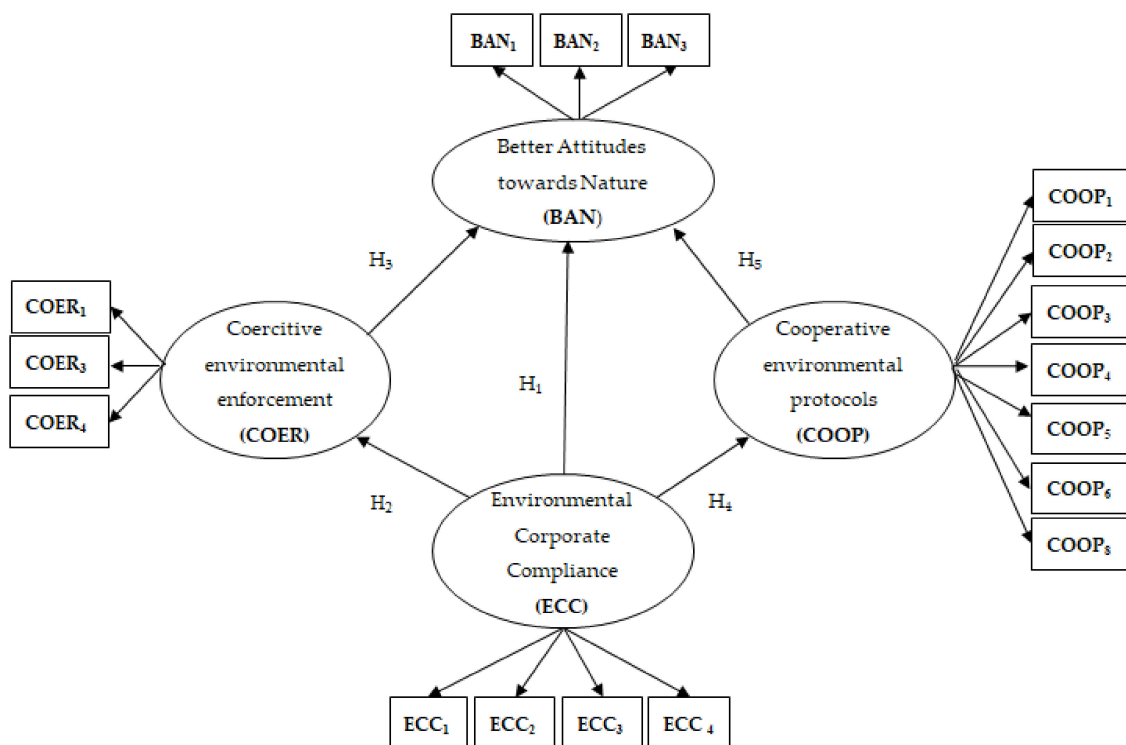 BAN₁ BAN₂ BAN₃
Better Attitudes
towards Nature
(BAN)
H₃
H₅
COOP₁
COOP₂
COOP₃
COOP₄
COOP₅
COOP₆
COOP₈
COER₁
COER₃
COER₄
Coercitive
environmental
enforcement
(COER)
H₁
Cooperative
environmental
protocols
(COOP)
H₂
H₄
Environmental
Corporate
Compliance
(ECC)
ECC₁ ECC₂ ECC₃ ECC ₄